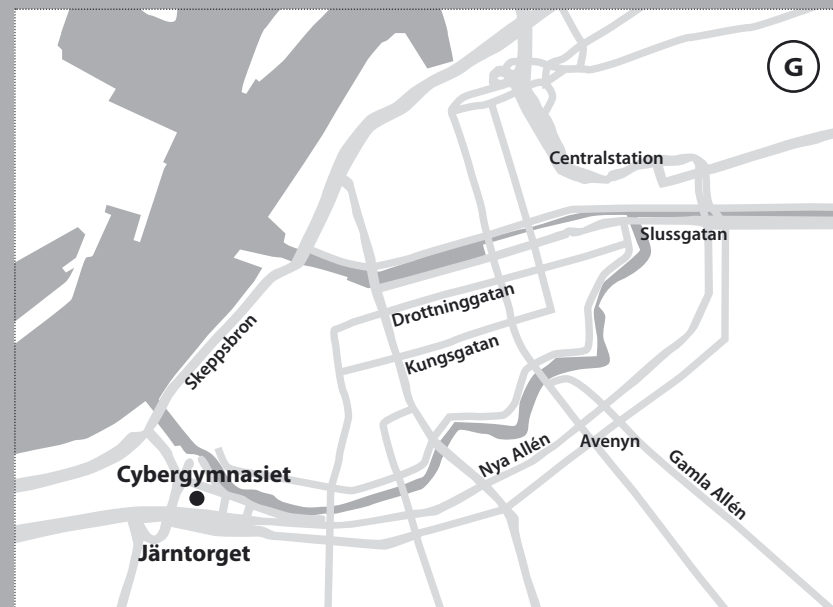 G
Centralstation
Slussgatan
Drottninggatan
Skeppsbron
Kungsgatan
Nya Allén
Avenyn
Gamla Allén
Cybergymnasiet
Järntorget